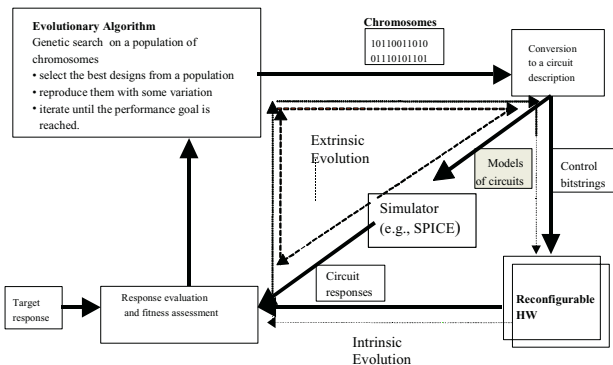 Evolutionary Algorithm
Genetic search on a population of
chromosomes
• select the best designs from a population
• reproduce them with some variation
• iterate until the performance goal is
reached.
Chromosomes
10110011010
01110101101
Conversion
to a circuit
description
Extrinsic
Evolution
Models
of circuits
Control
bitstrings
Simulator
(e.g., SPICE)
Circuit
responses
Target
response
Response evaluation
and fitness assessment
Reconfigurable
HW
Intrinsic
Evolution